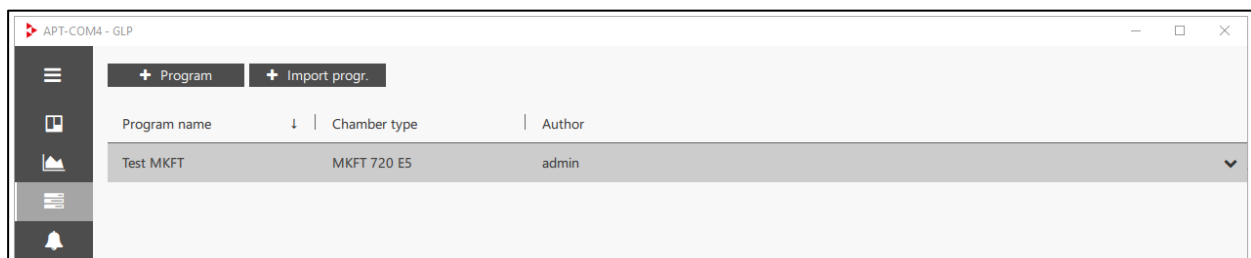 APT-COM4 - GLP
+ Program + Import progr.
Program name ↓ Chamber type Author
Test MKFT MKFT 720 E5 admin